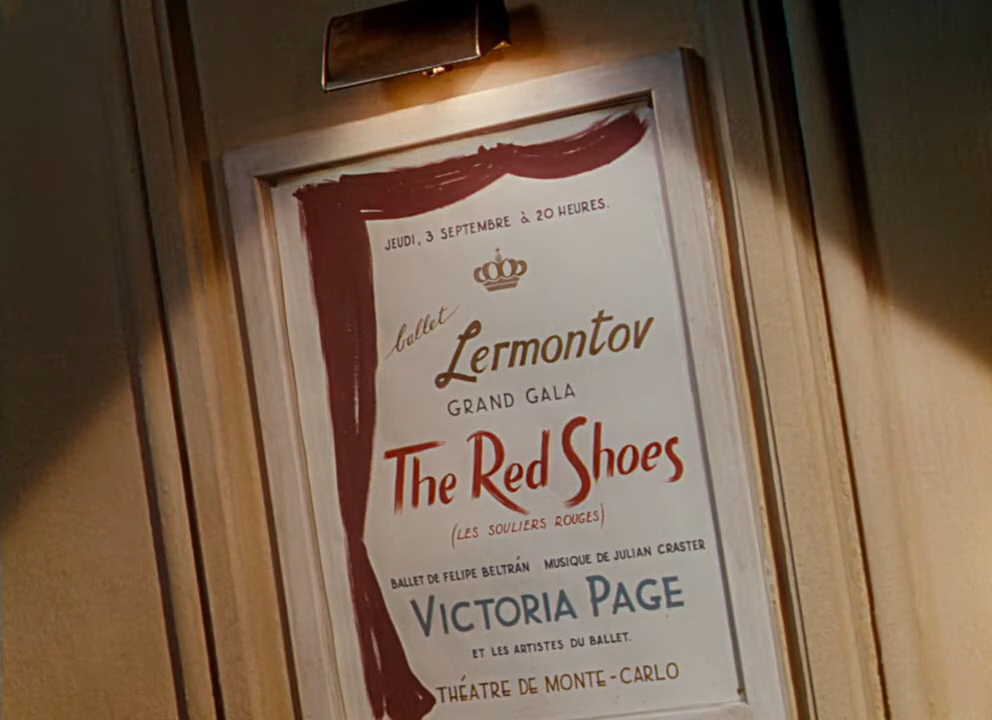 JEUDI, 3 SEPTEMBRE à 20 HEURES.
ballet
Lermontov
GRAND GALA
The Red Shoes
(LES SOULIERS ROUGES)
BALLET DE FELIPE BELTRÁN MUSIQUE DE JULIAN CRASTER
VICTORIA PAGE
ET LES ARTISTES DU BALLET.
THÉATRE DE MONTE-CARLO